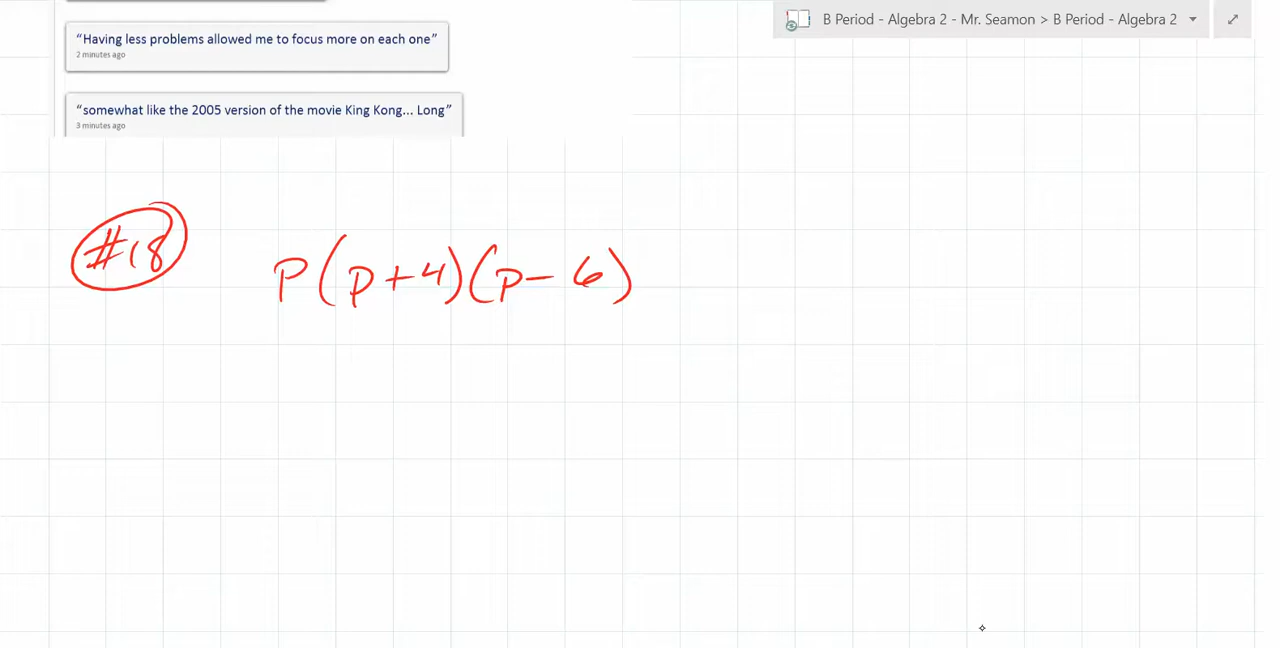 B Period - Algebra 2 - Mr. Seamon > B Period - Algebra 2
“Having less problems allowed me to focus more on each one”
2 minutes ago
“somewhat like the 2005 version of the movie King Kong... Long”
3 minutes ago
#18 P(p+4)(p-6)